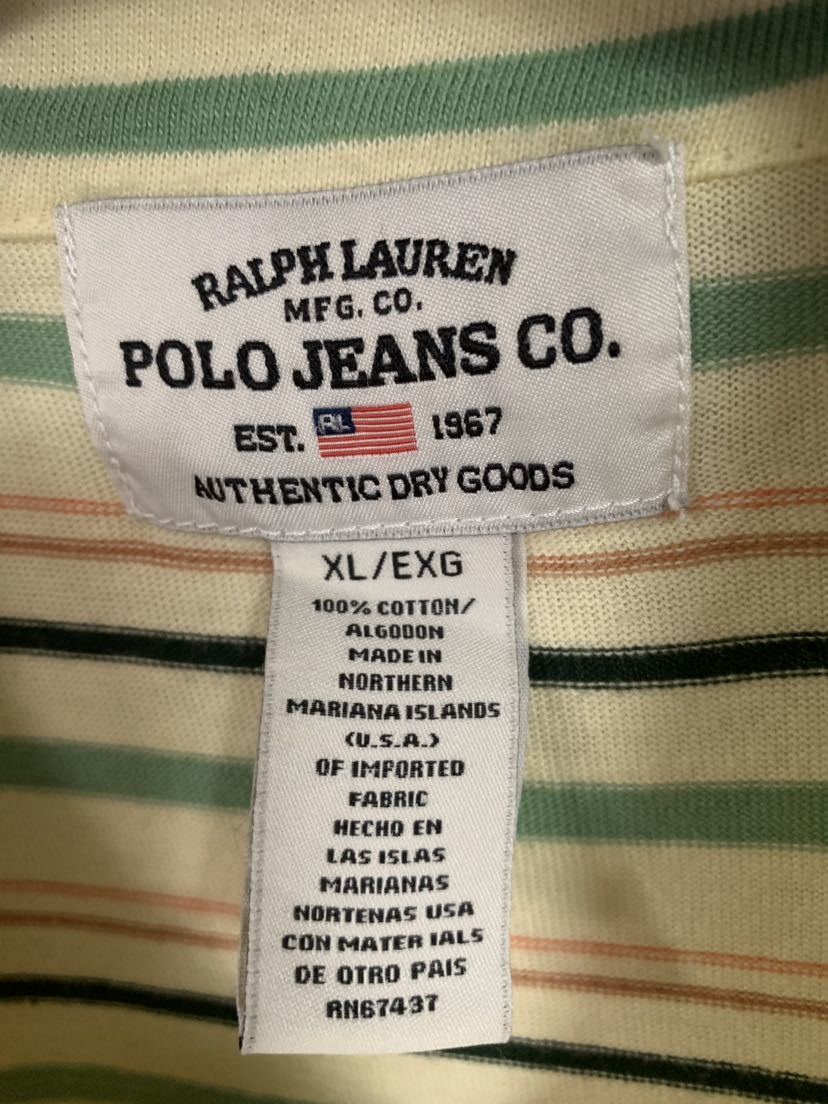 RALPH LAUREN
MFG. CO.
POLO JEANS CO.
EST. RL 1967
AUTHENTIC DRY GOODS
XL/EXG
100% COTTON/
ALGODON
MADE IN
NORTHERN
MARIANA ISLANDS
(U.S.A.)
OF IMPORTED
FABRIC
HECHO EN
LAS ISLAS
MARIANAS
NORTENAS USA
CON MATERIALS
DE OTRO PAIS
RN67437